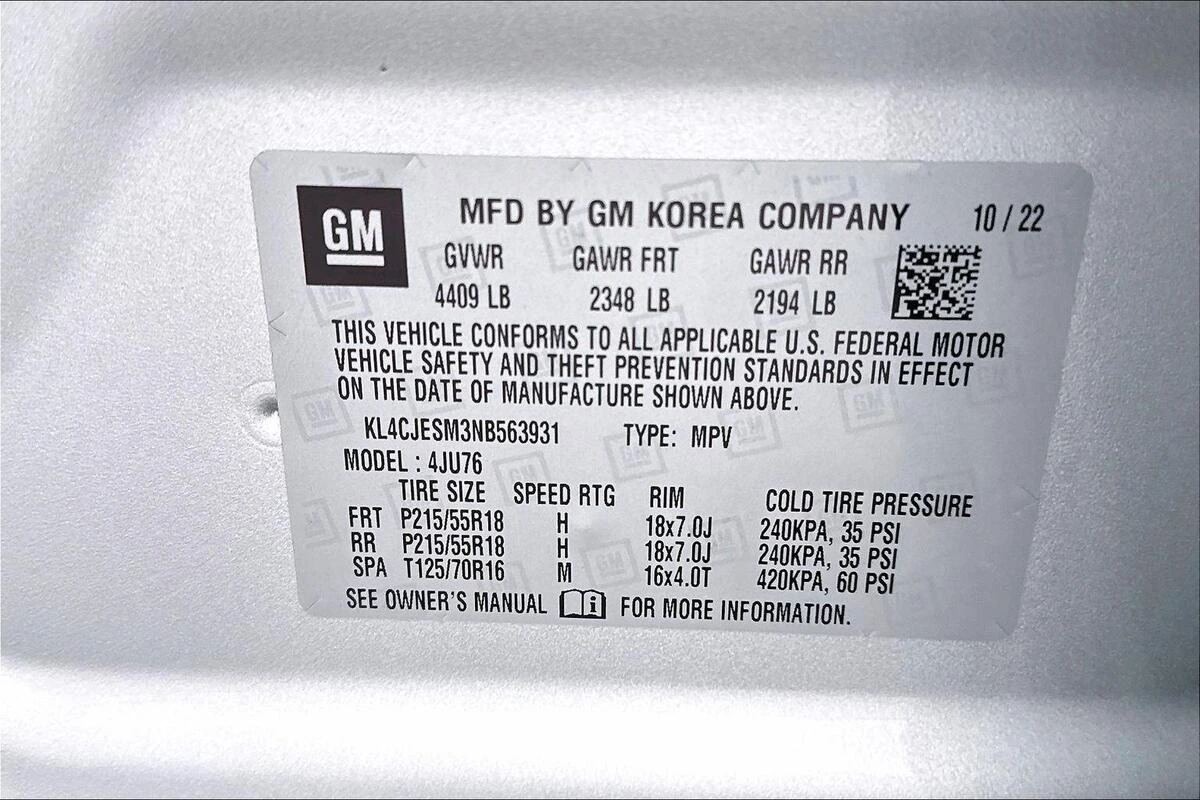 GM
MFD BY GM KOREA COMPANY 10 / 22
GVWR GAWR FRT GAWR RR
4409 LB 2348 LB 2194 LB
THIS VEHICLE CONFORMS TO ALL APPLICABLE U.S. FEDERAL MOTOR
VEHICLE SAFETY AND THEFT PREVENTION STANDARDS IN EFFECT
ON THE DATE OF MANUFACTURE SHOWN ABOVE.
KL4CJESM3NB563931 TYPE: MPV
MODEL : 4JU76
TIRE SIZE SPEED RTG RIM COLD TIRE PRESSURE
FRT P215/55R18 H 18x7.0J 240KPA, 35 PSI
RR P215/55R18 H 18x7.0J 240KPA, 35 PSI
SPA T125/70R16 M 16x4.0T 420KPA, 60 PSI
SEE OWNER'S MANUAL i FOR MORE INFORMATION.